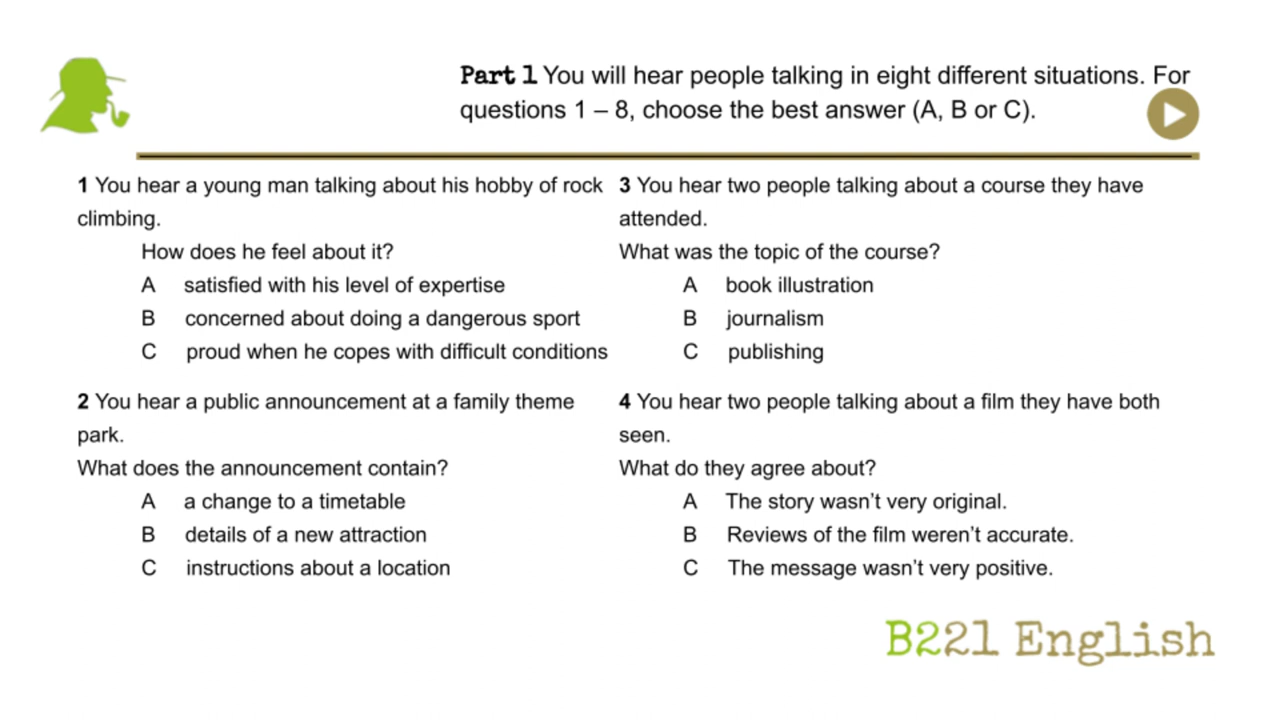 Part 1 You will hear people talking in eight different situations. For
questions 1 – 8, choose the best answer (A, B or C).
1 You hear a young man talking about his hobby of rock
climbing.
How does he feel about it?
A satisfied with his level of expertise
B concerned about doing a dangerous sport
C proud when he copes with difficult conditions
2 You hear a public announcement at a family theme
park.
What does the announcement contain?
A a change to a timetable
B details of a new attraction
C instructions about a location
3 You hear two people talking about a course they have
attended.
What was the topic of the course?
A book illustration
B journalism
C publishing
4 You hear two people talking about a film they have both
seen.
What do they agree about?
A The story wasn’t very original.
B Reviews of the film weren’t accurate.
C The message wasn’t very positive.
B221 English